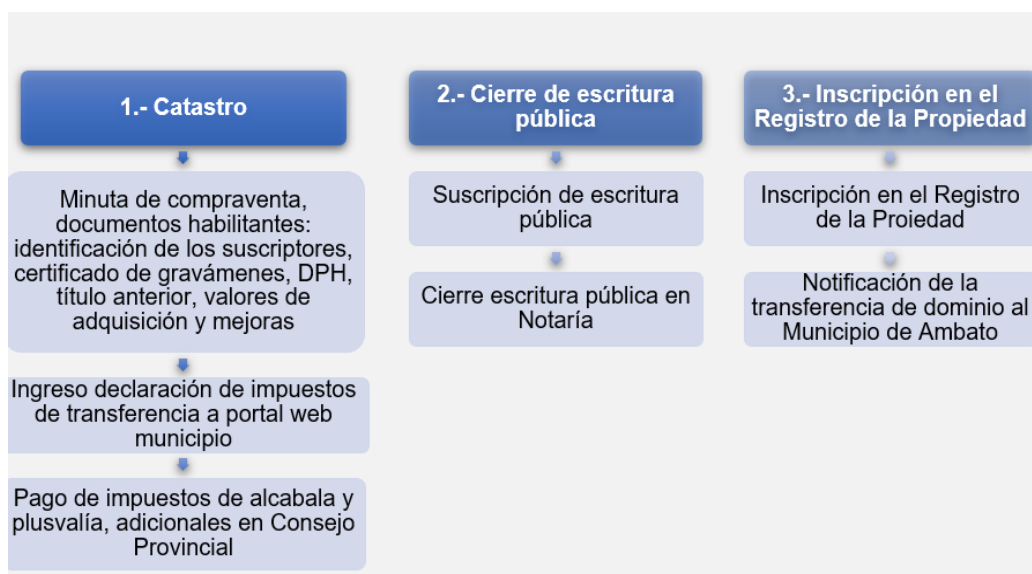 1.- Catastro
Minuta de compraventa,
documentos habilitantes:
identificación de los suscriptores,
certificado de gravámenes, DPH,
título anterior, valores de
adquisición y mejoras
Ingreso declaración de impuestos
de transferencia a portal web
municipio
Pago de impuestos de alcabala y
plusvalía, adicionales en Consejo
Provincial
2.- Cierre de escritura
pública
Suscripción de escritura
pública
Cierre escritura pública en
Notaría
3.- Inscripción en el
Registro de la Propiedad
Inscripción en el Registro
de la Proiedad
Notificación de la
transferencia de dominio al
Municipio de Ambato